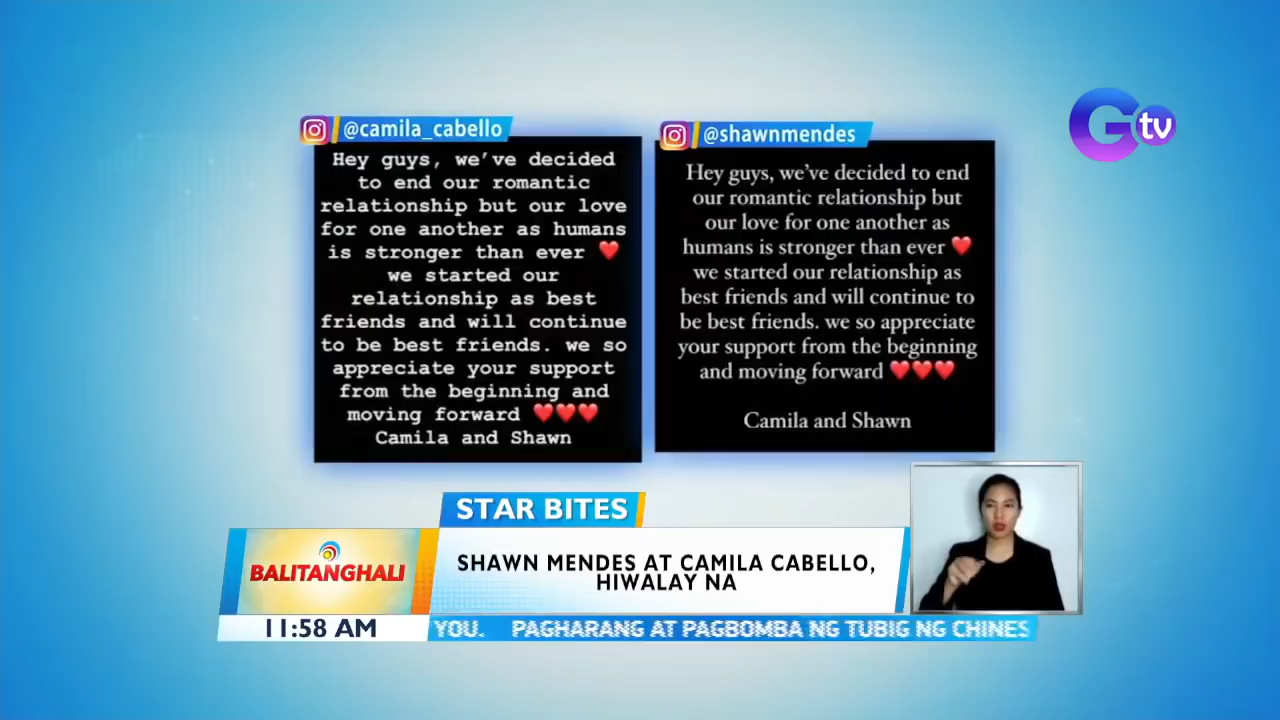 Gtv
@camila_cabello
Hey guys, we’ve decided
to end our romantic
relationship but our love
for one another as humans
is stronger than ever ❤️
we started our
relationship as best
friends and will continue
to be best friends. we so
appreciate your support
from the beginning and
moving forward ❤️❤️❤️
Camila and Shawn
@shawnmendes
Hey guys, we’ve decided to end
our romantic relationship but
our love for one another as
humans is stronger than ever ❤️
we started our relationship as
best friends and will continue to
be best friends. we so appreciate
your support from the beginning
and moving forward ❤️❤️❤️
Camila and Shawn
STAR BITES
BALITANGHALI
SHAWN MENDES AT CAMILA CABELLO,
HIWALAY NA
11:58 AM
YOU. PAGHARANG AT PAGBOMBA NG TUBIG NG CHINES